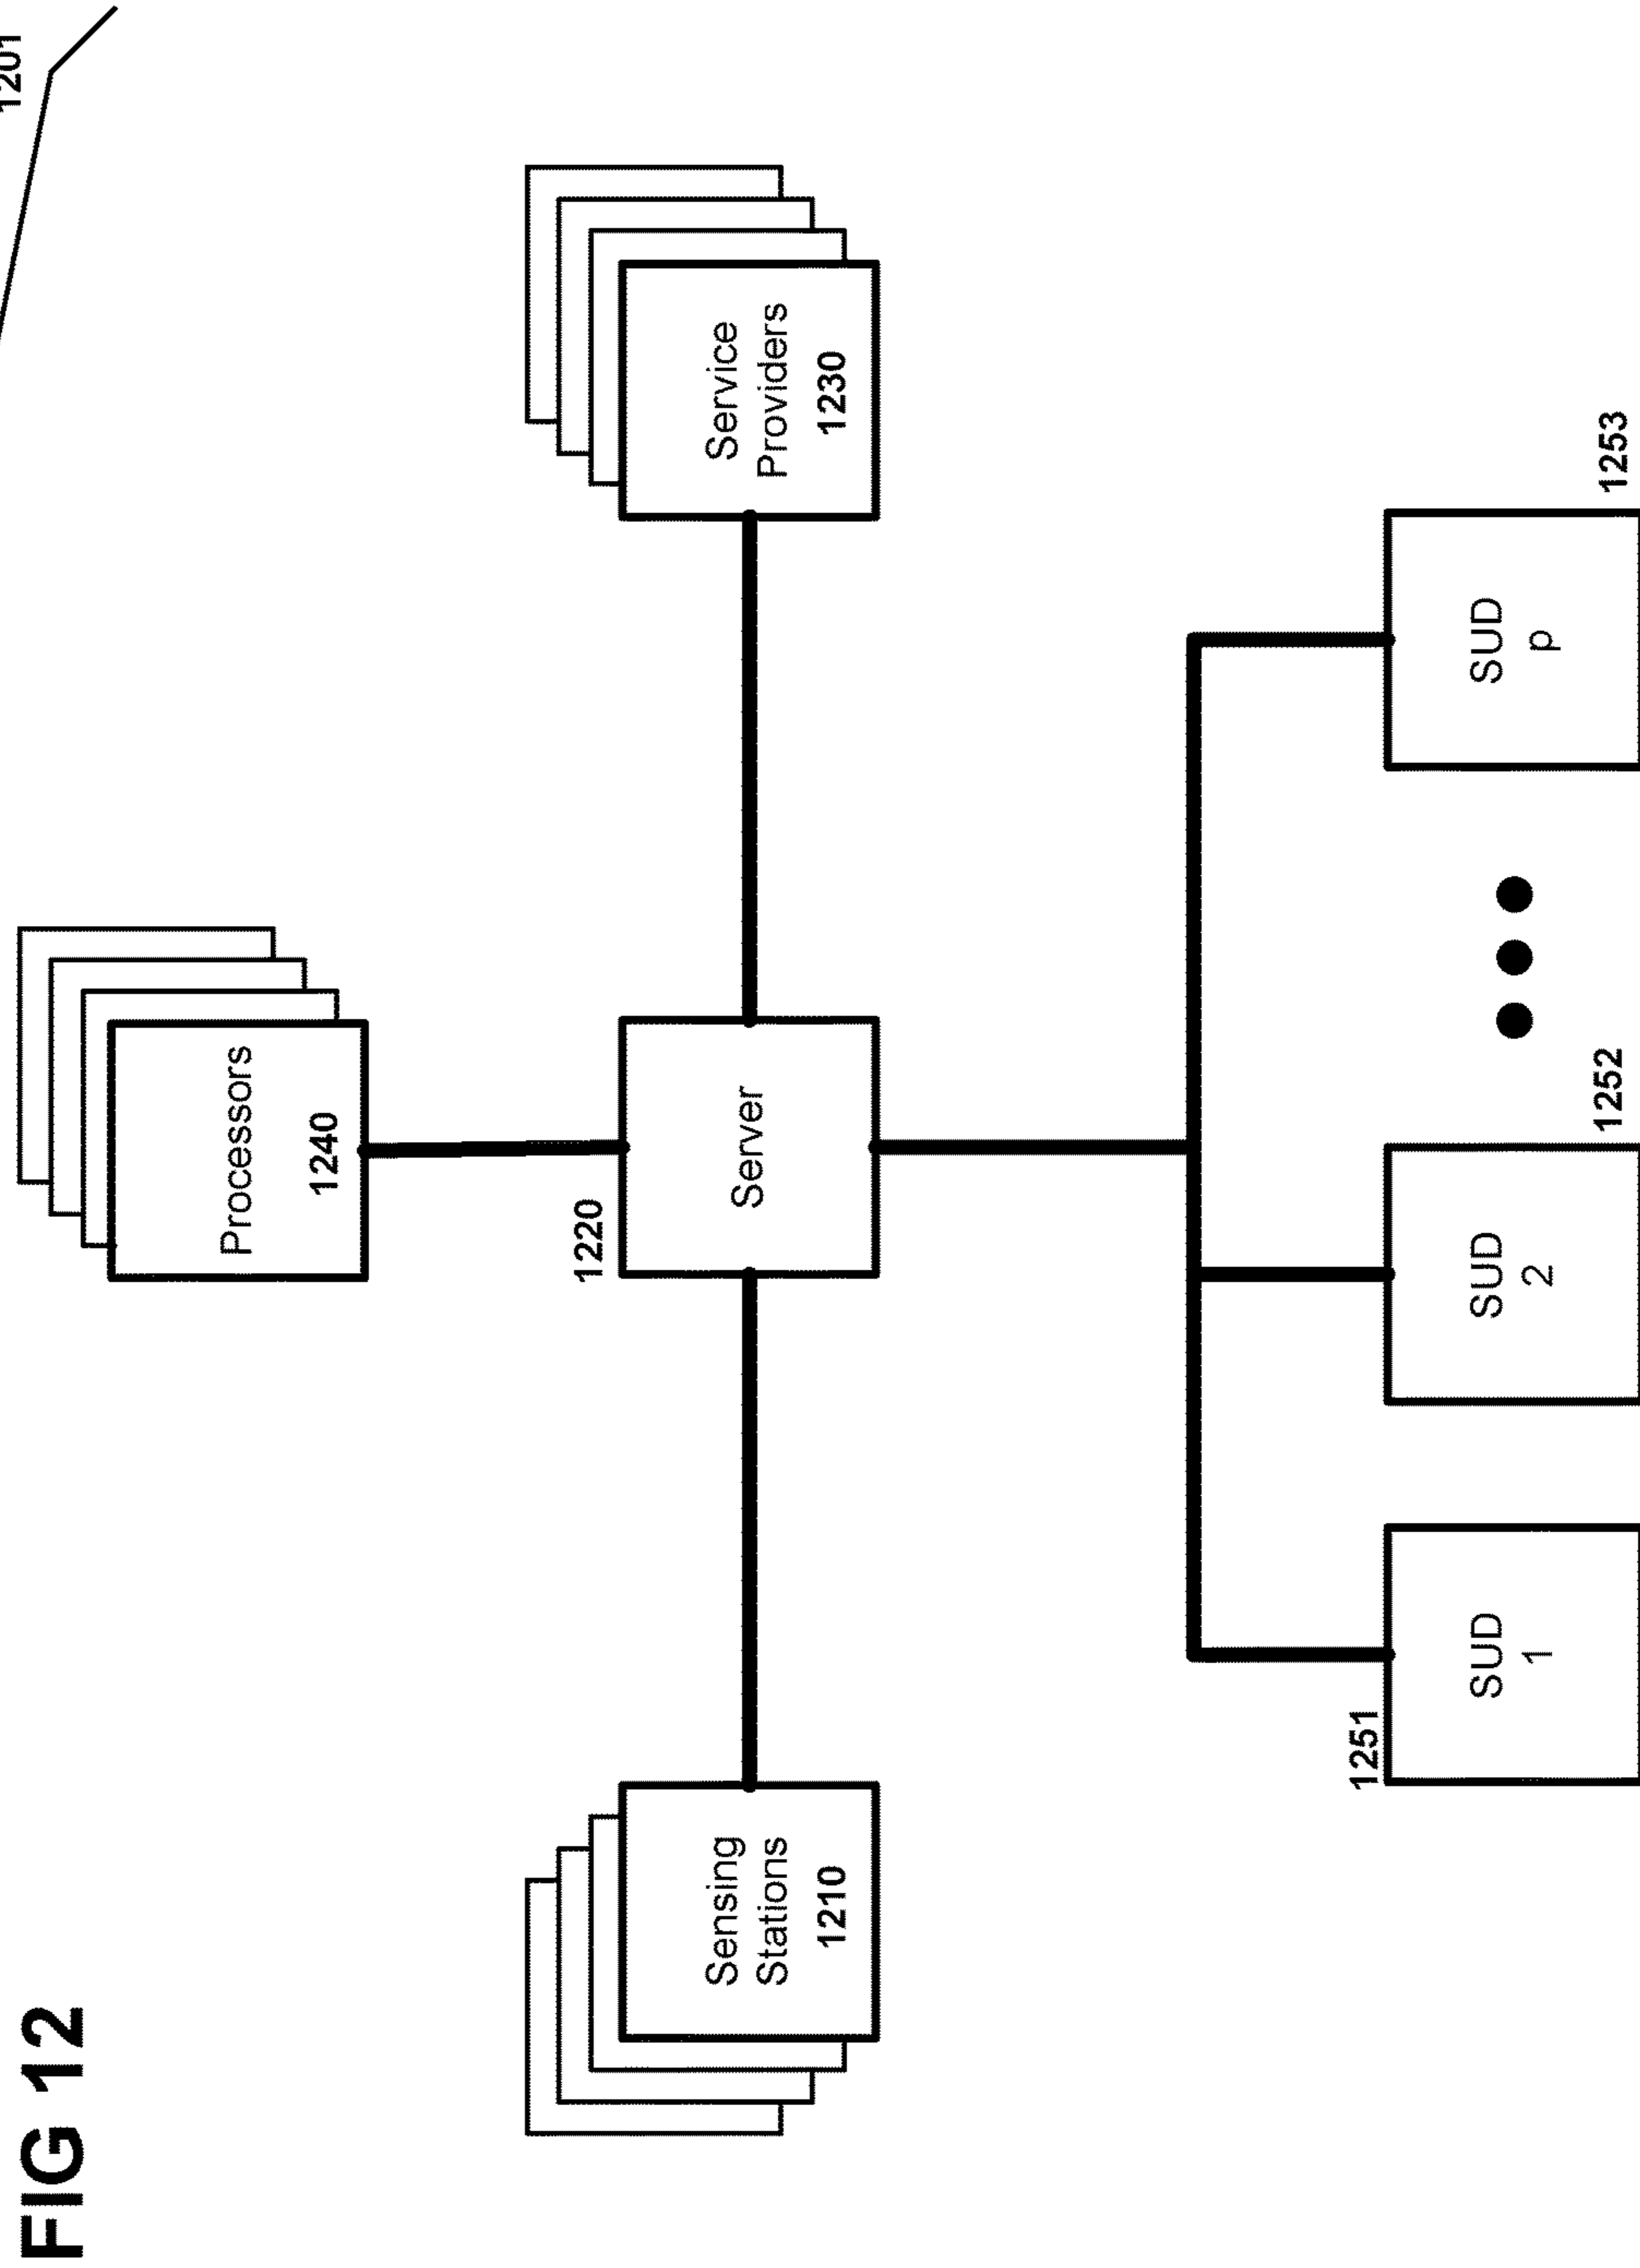 FIG 12
1201
Processors
1240
1220
Server
Sensing
Stations
1210
Service
Providers
1230
1251
SUD
1
SUD
2
1252
SUD
p
1253